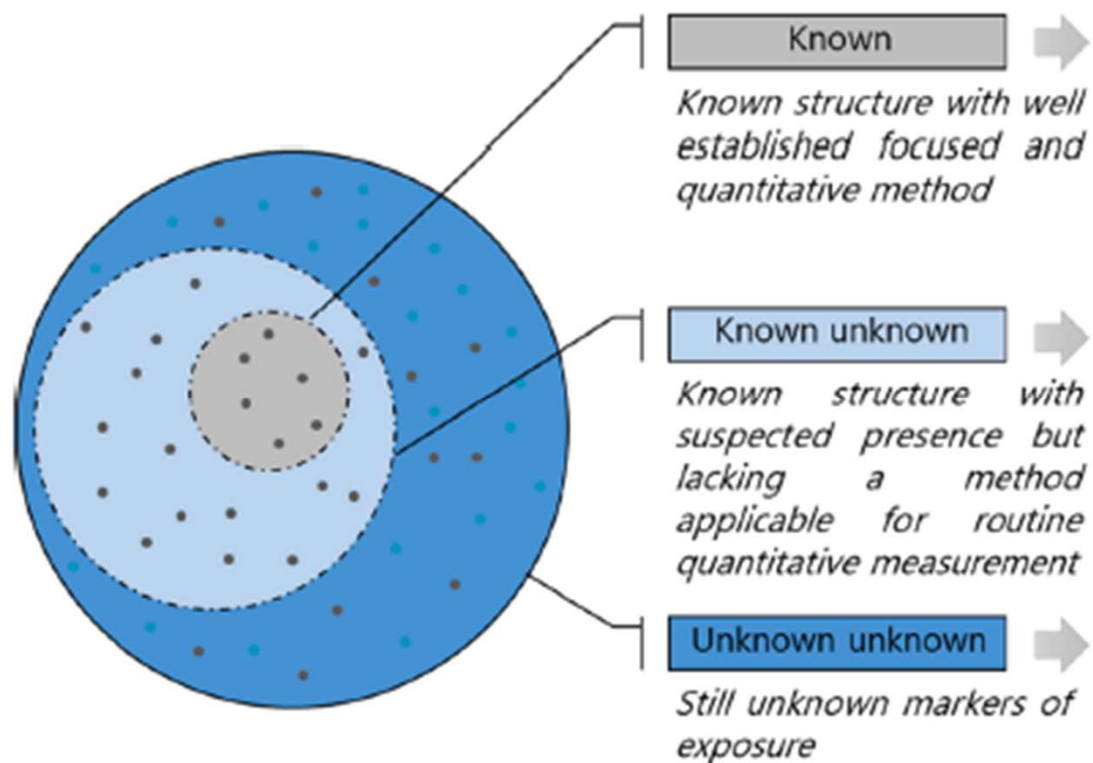 Known
Known structure with well
established focused and
quantitative method
Known unknown
Known structure with
suspected presence but
lacking a method
applicable for routine
quantitative measurement
Unknown unknown
Still unknown markers of
exposure